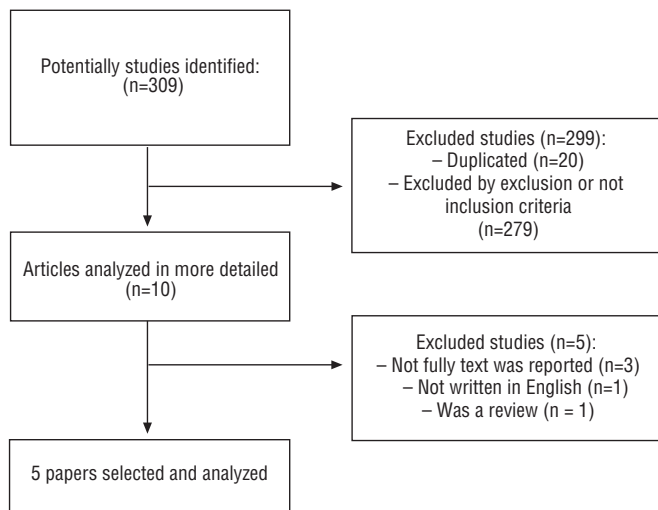 Potentially studies identified:
(n=309)
Excluded studies (n=299):
– Duplicated (n=20)
– Excluded by exclusion or not
inclusion criteria
(n=279)
Articles analyzed in more detailed
(n=10)
Excluded studies (n=5):
– Not fully text was reported (n=3)
– Not written in English (n=1)
– Was a review (n = 1)
5 papers selected and analyzed